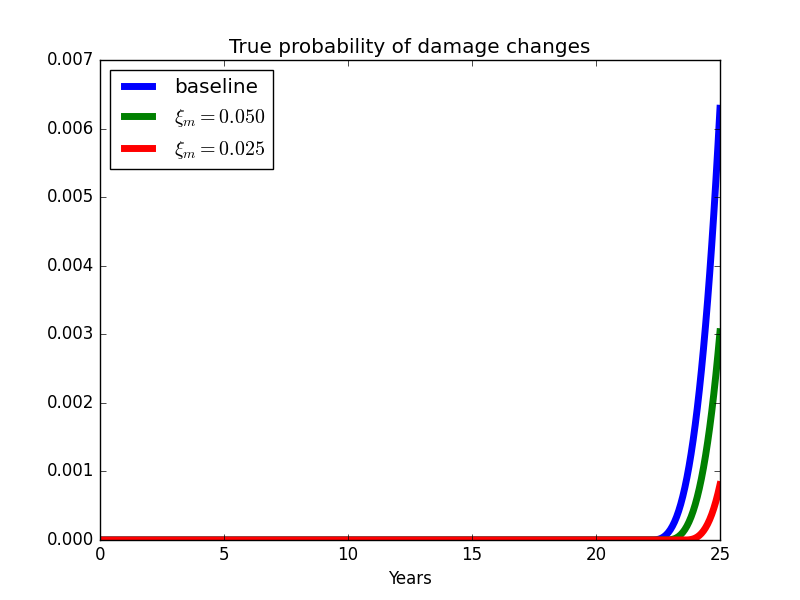 True probability of damage changes
0.007
0.006
0.005
0.004
0.003
0.002
0.001
0.000
baseline
ξ_m = 0.050
ξ_m = 0.025
0 5 10 15 20 25
Years